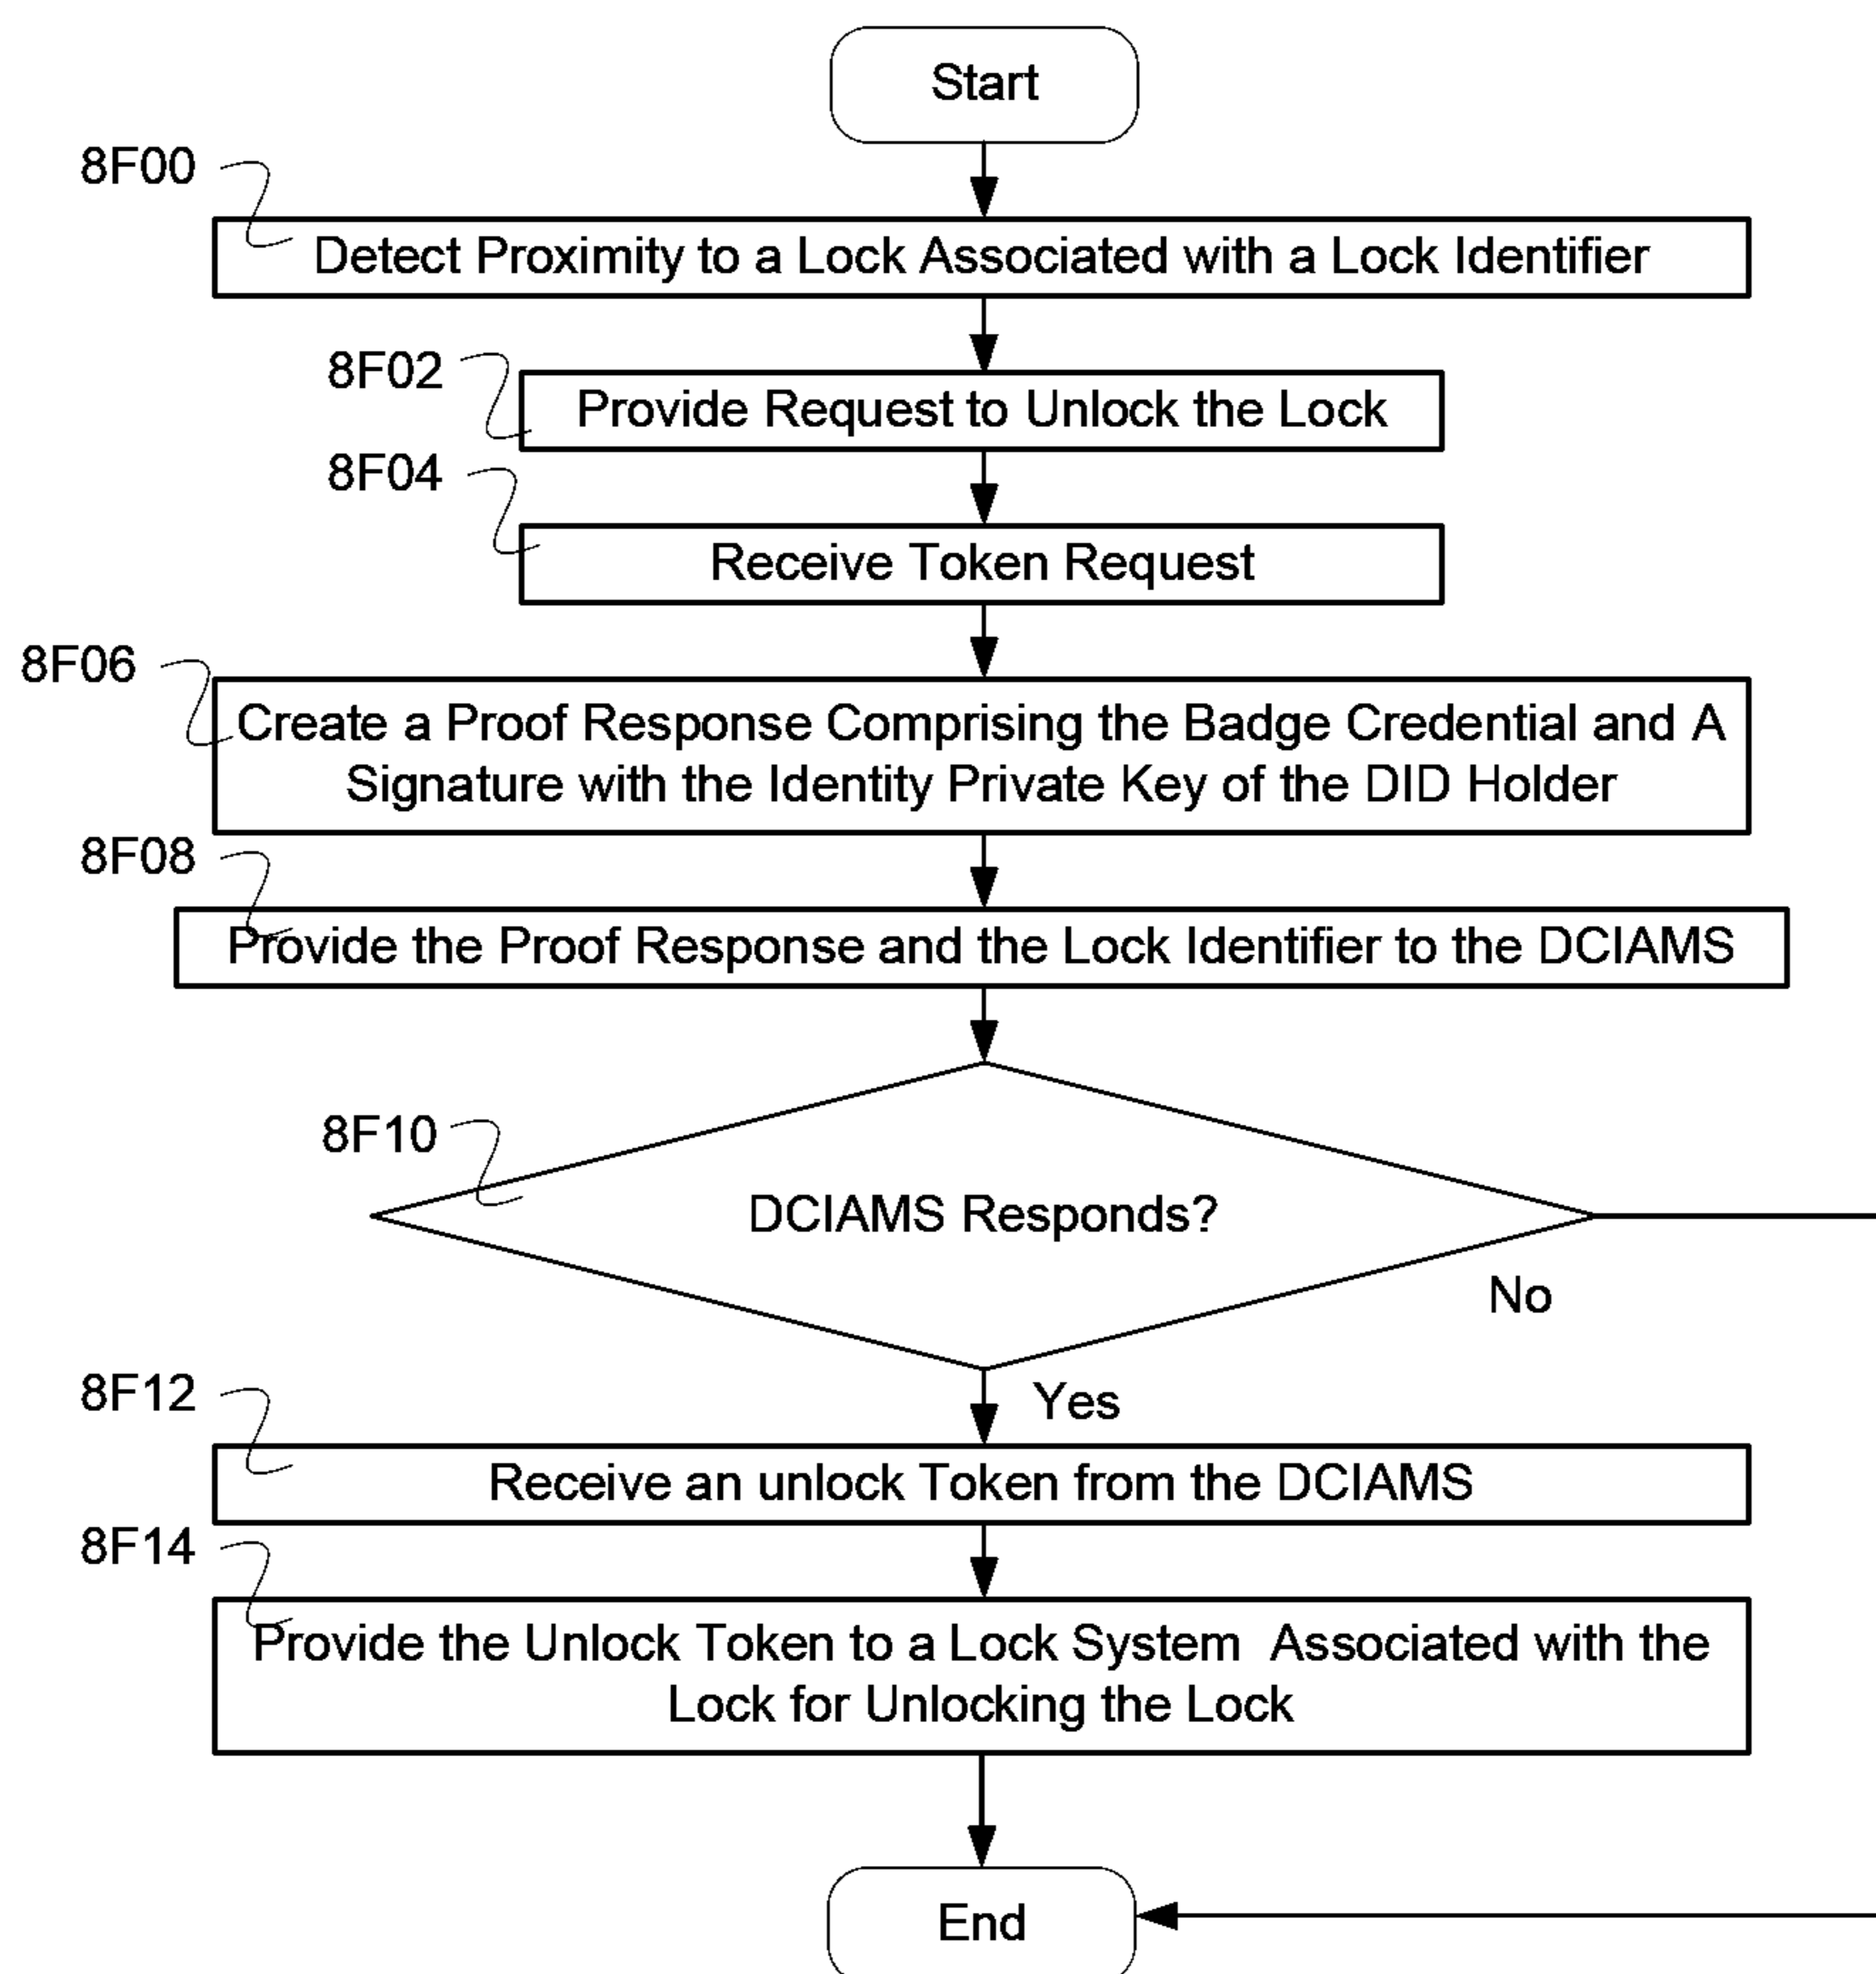 Start
8F00
Detect Proximity to a Lock Associated with a Lock Identifier
8F02
Provide Request to Unlock the Lock
8F04
Receive Token Request
8F06
Create a Proof Response Comprising the Badge Credential and A
Signature with the Identity Private Key of the DID Holder
8F08
Provide the Proof Response and the Lock Identifier to the DCIAMS
8F10
DCIAMS Responds?
No
Yes
8F12
Receive an unlock Token from the DCIAMS
8F14
Provide the Unlock Token to a Lock System  Associated with the
Lock for Unlocking the Lock
End